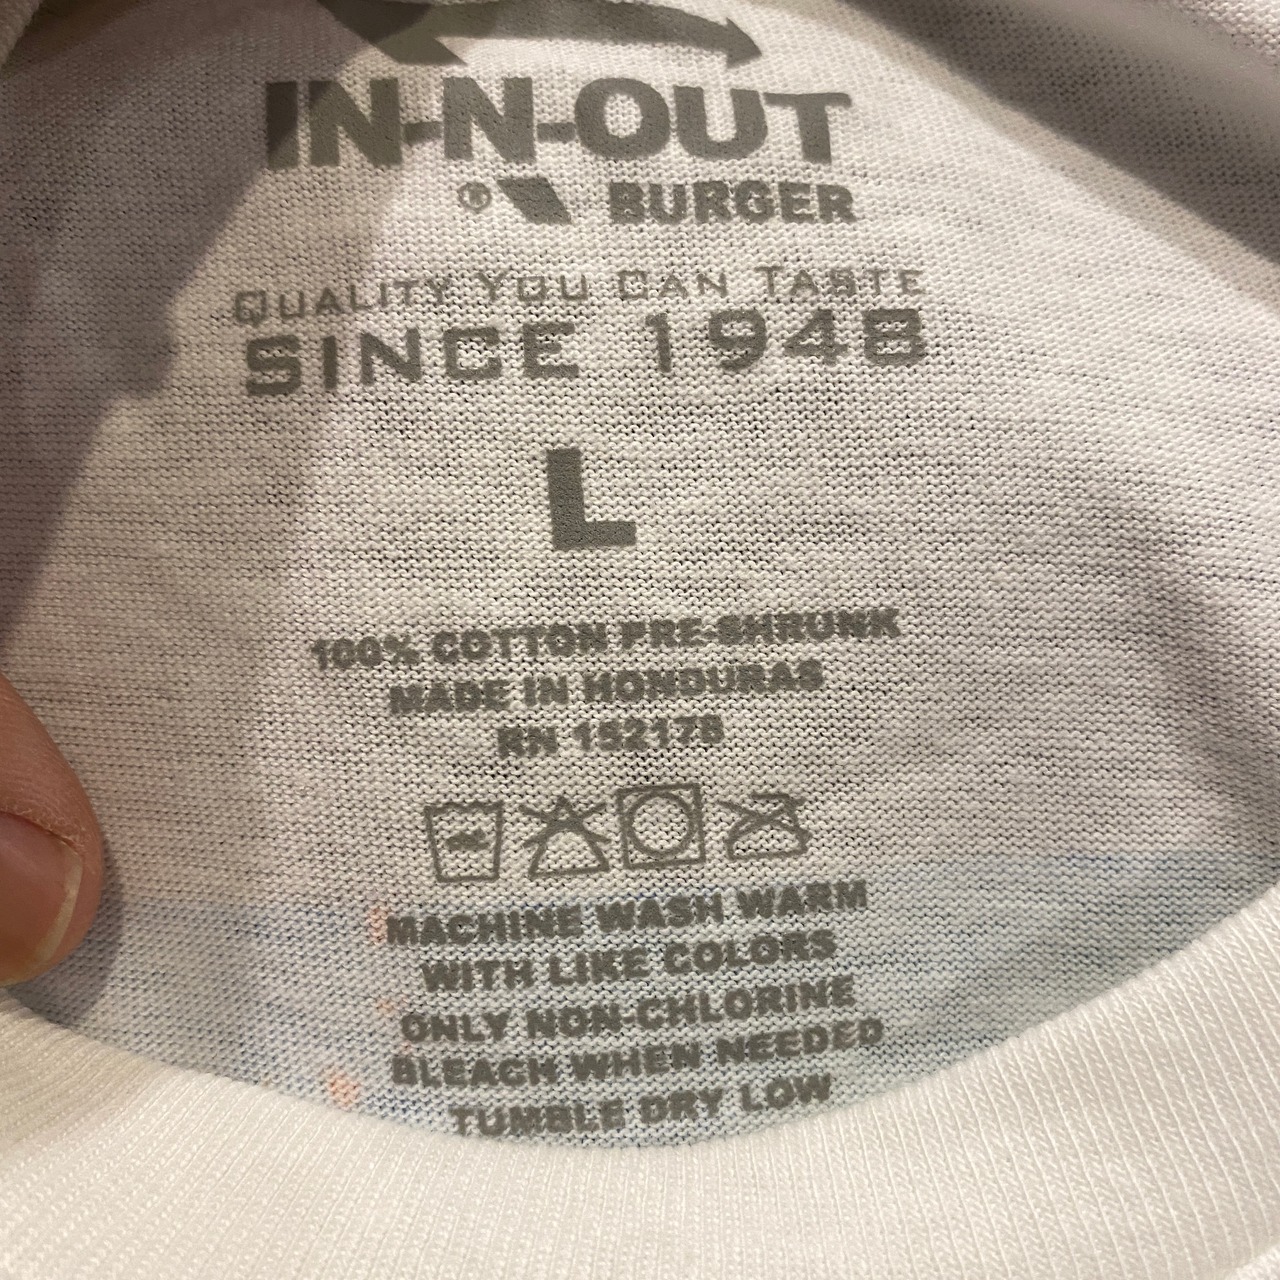 IN-N-OUT
® BURGER
QUALITY YOU CAN TASTE
SINCE 1948
L
100% COTTON PRE-SHRUNK
MADE IN HONDURAS
RN 152178
MACHINE WASH WARM
WITH LIKE COLORS
ONLY NON-CHLORINE
BLEACH WHEN NEEDED
TUMBLE DRY LOW